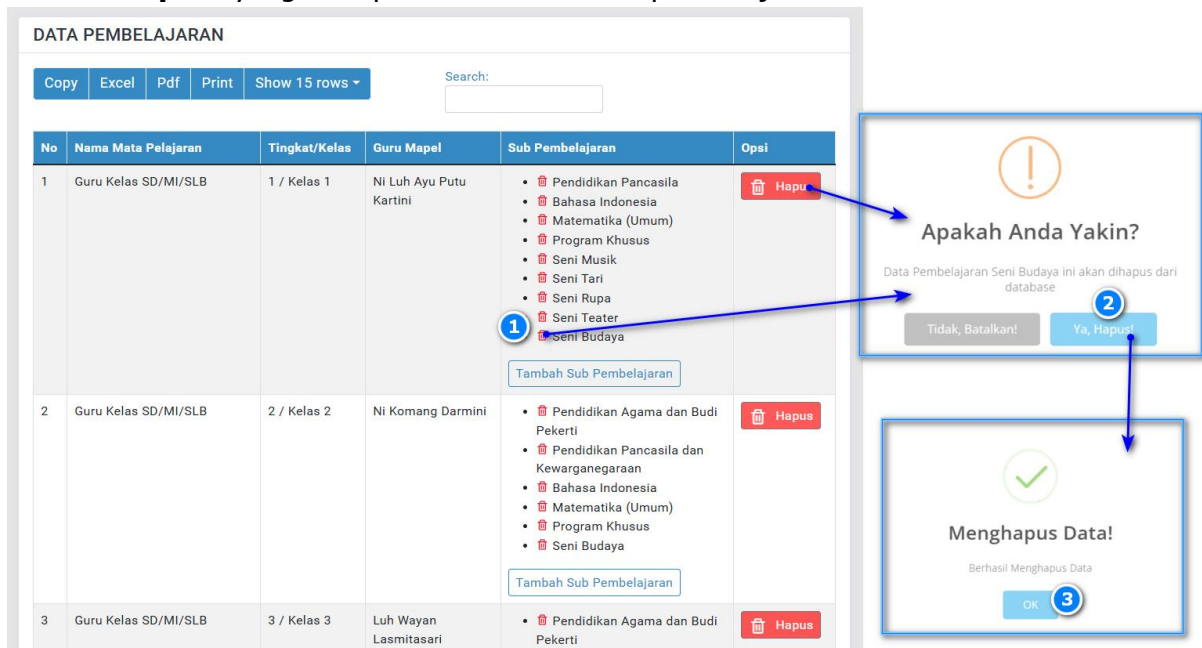 DATA PEMBELAJARAN
Copy Excel Pdf Print Show 15 rows
Search:
No Nama Mata Pelajaran Tingkat/Kelas Guru Mapel Sub Pembelajaran Opsi
1 Guru Kelas SD/MI/SLB 1 / Kelas 1 Ni Luh Ayu Putu Kartini
• Pendidikan Pancasila
• Bahasa Indonesia
• Matematika (Umum)
• Program Khusus
• Seni Musik
• Seni Tari
• Seni Rupa
• Seni Teater
1
Seni Budaya
Tambah Sub Pembelajaran
Hapus
2 Guru Kelas SD/MI/SLB 2 / Kelas 2 Ni Komang Darmini
• Pendidikan Agama dan Budi
Pekerti
• Pendidikan Pancasila dan
Kewarganegaraan
• Bahasa Indonesia
• Matematika (Umum)
• Program Khusus
• Seni Budaya
Tambah Sub Pembelajaran
Hapus
3 Guru Kelas SD/MI/SLB 3 / Kelas 3 Luh Wayan
Lasmitasari
• Pendidikan Agama dan Budi
Pekerti
Hapus
Apakah Anda Yakin?
Data Pembelajaran Seni Budaya ini akan dihapus dari
database
2
Tidak, Batalkan! Ya, Hapus!
Menghapus Data!
Berhasil Menghapus Data
OK 3